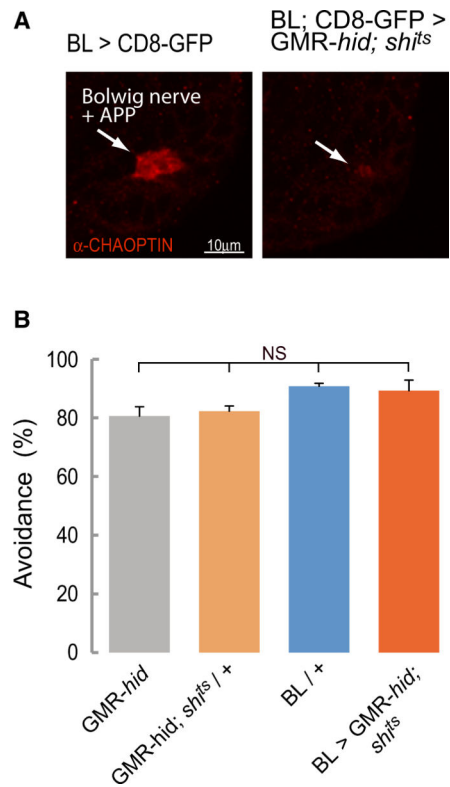 A
BL > CD8-GFP
BL; CD8-GFP >
GMR-hid; shits
Bolwig nerve
+ APP
α-CHAOPTIN
10μm
B
NS
Avoidance (%)
100
80
60
40
20
0
GMR-hid
GMR-hid; shits / +
BL / +
BL > GMR-hid;
shits